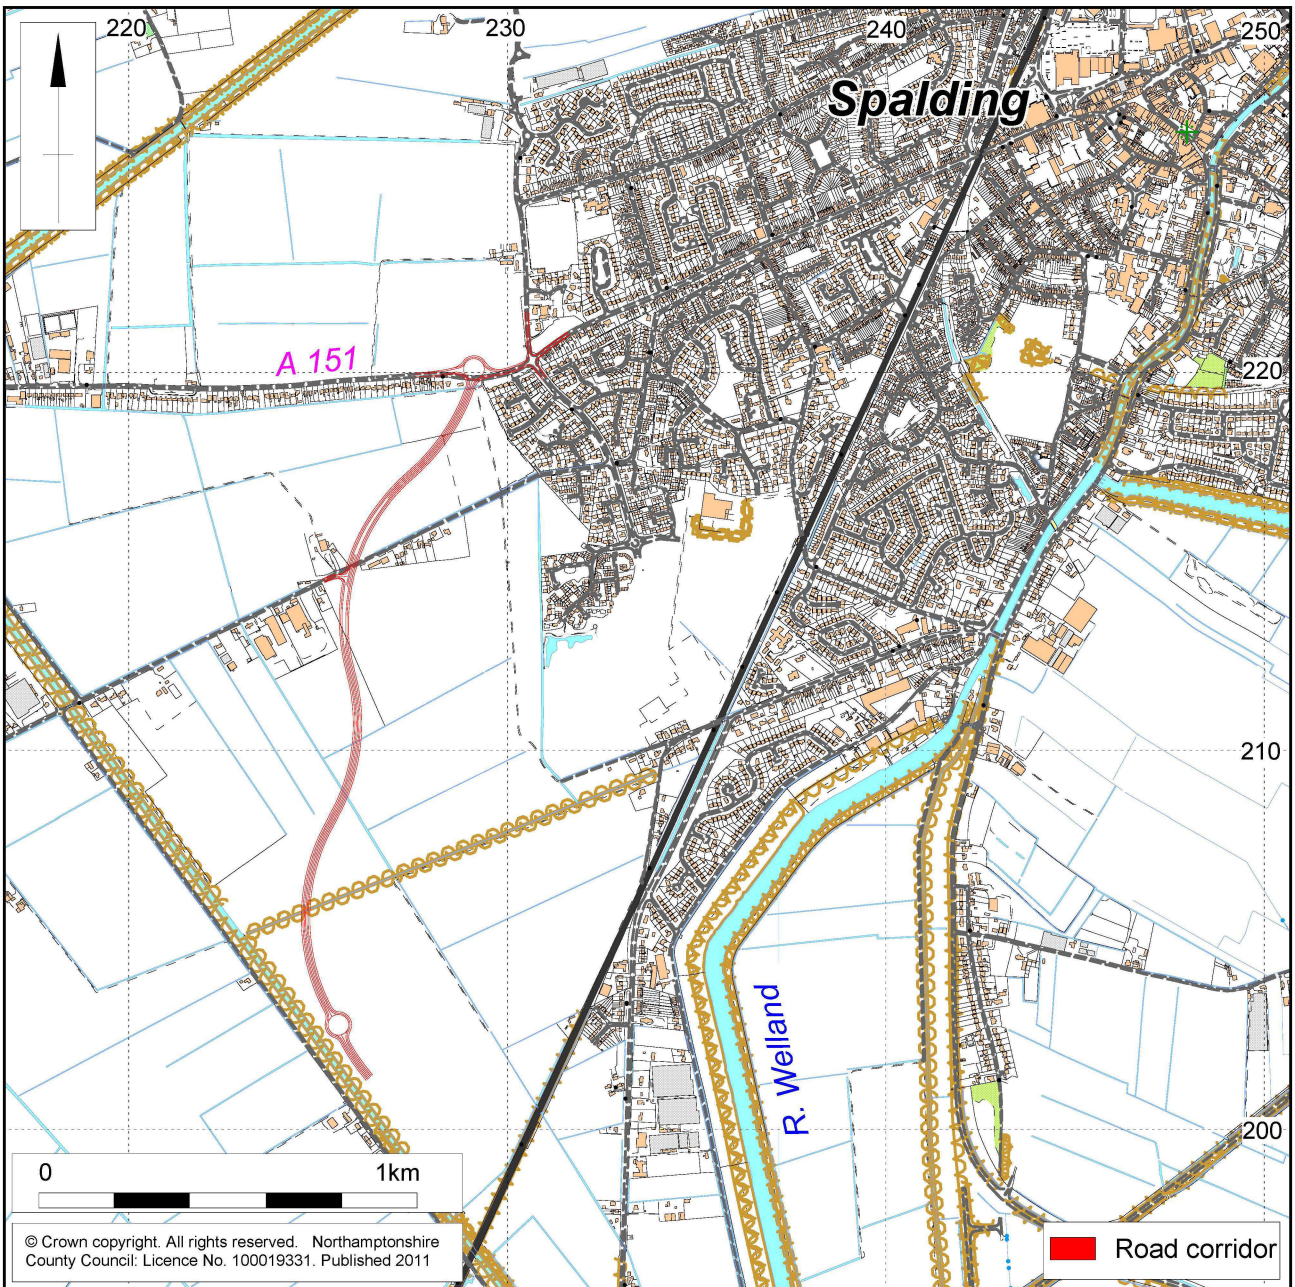 220
230
240
250
Spalding
A 151
220
210
R. Welland
200
0 1km
© Crown copyright. All rights reserved. Northamptonshire
County Council: Licence No. 100019331. Published 2011
Road corridor